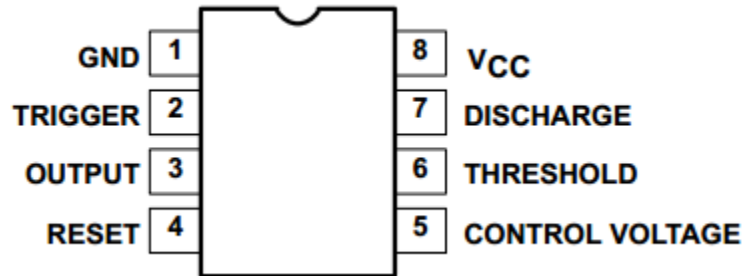 GND 1 8 VCC
TRIGGER 2 7 DISCHARGE
OUTPUT 3 6 THRESHOLD
RESET 4 5 CONTROL VOLTAGE